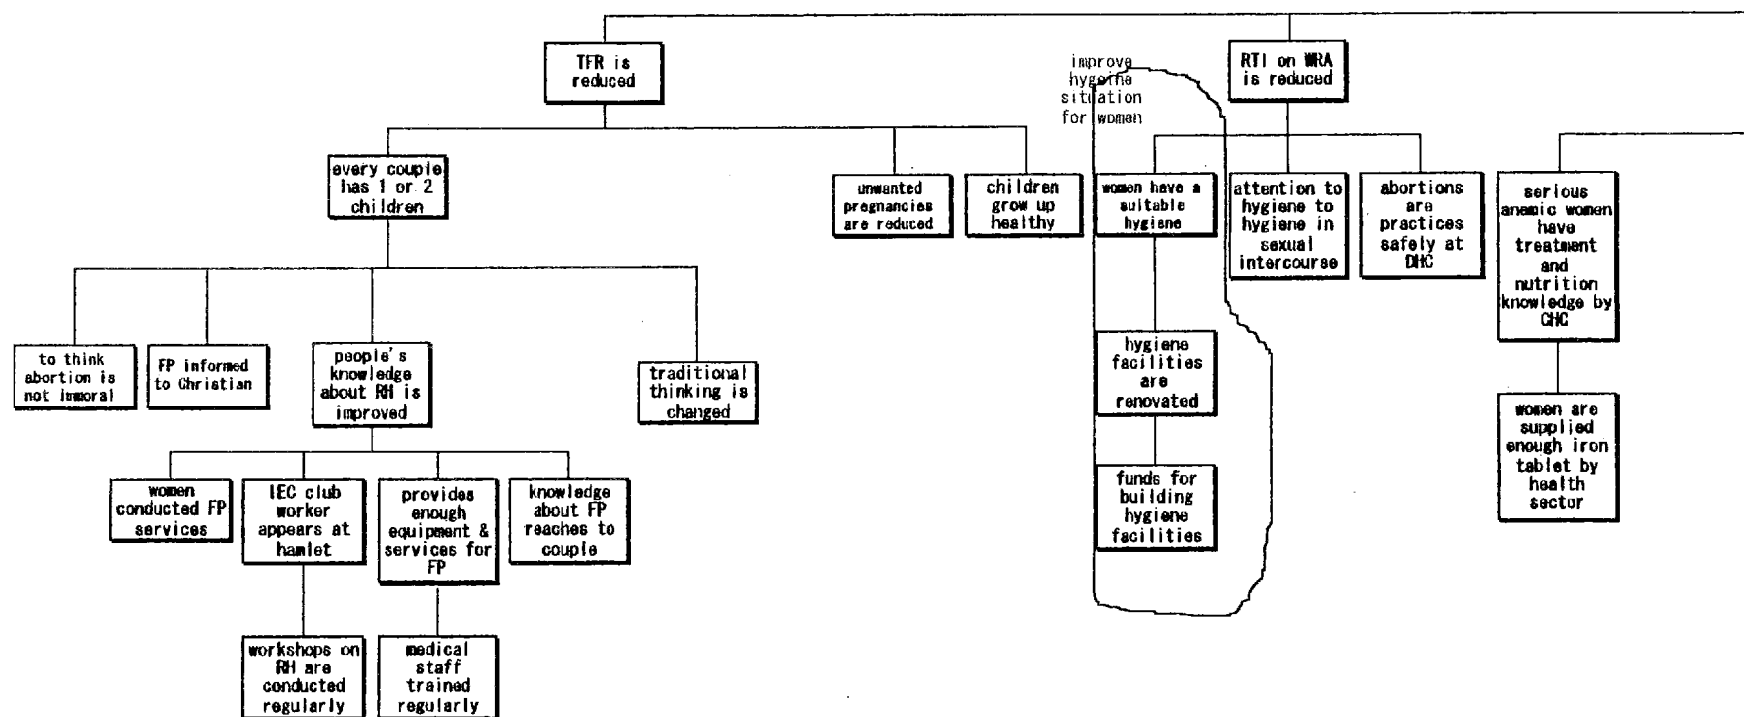 TFR is
reduced
improve
hygeine
situation
for women
RTI on WRA
is reduced
every couple
has 1 or 2
children
unwanted
pregnancies
are reduced
children
grow up
healthy
women have a
suitable
hygiene
attention to
hygiene to
hygiene in
sexual
intercourse
abortions
are
practices
safely at
DHC
serious
anemic women
have
treatment
and
nutrition
knowledge by
CHC
to think
abortion is
not immoral
FP informed
to Christian
people's
knowledge
about RH is
improved
traditional
thinking is
changed
hygiene
facilities
are
renovated
women are
supplied
enough iron
tablet by
health
sector
women
conducted FP
services
IEC club
worker
appears at
hamlet
provides
enough
equipment &
services for
FP
knowledge
about FP
reaches to
couple
funds for
building
hygiene
facilities
workshops on
RH are
conducted
regularly
medical
staff
trained
regularly